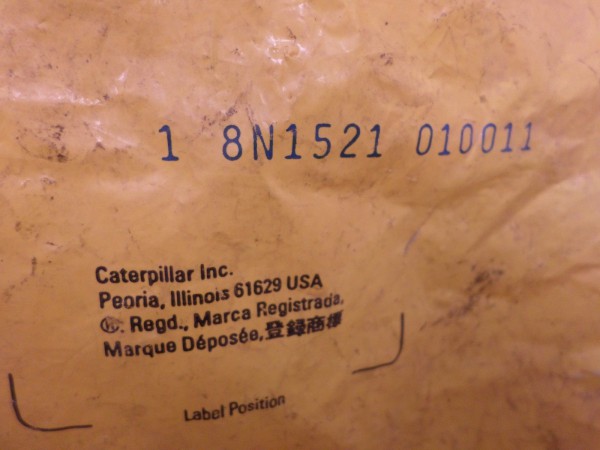 1 8N1521 010011
Caterpillar Inc.
Peoria, Illinois 61629 USA
®. Regd., Marca Registrada,
Marque Déposée,登録商標
Label Position